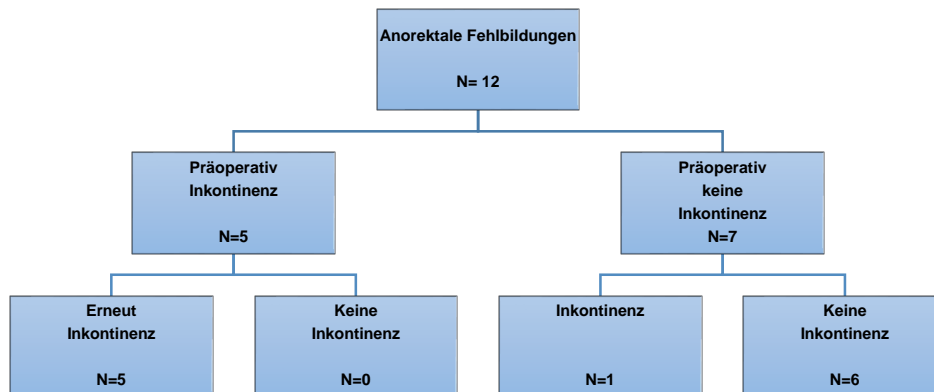 Anorektale Fehlbildungen
N= 12
Präoperativ
Inkontinenz
N=5
Präoperativ
keine
Inkontinenz
N=7
Erneut
Inkontinenz
N=5
Keine
Inkontinenz
N=0
Inkontinenz
N=1
Keine
Inkontinenz
N=6